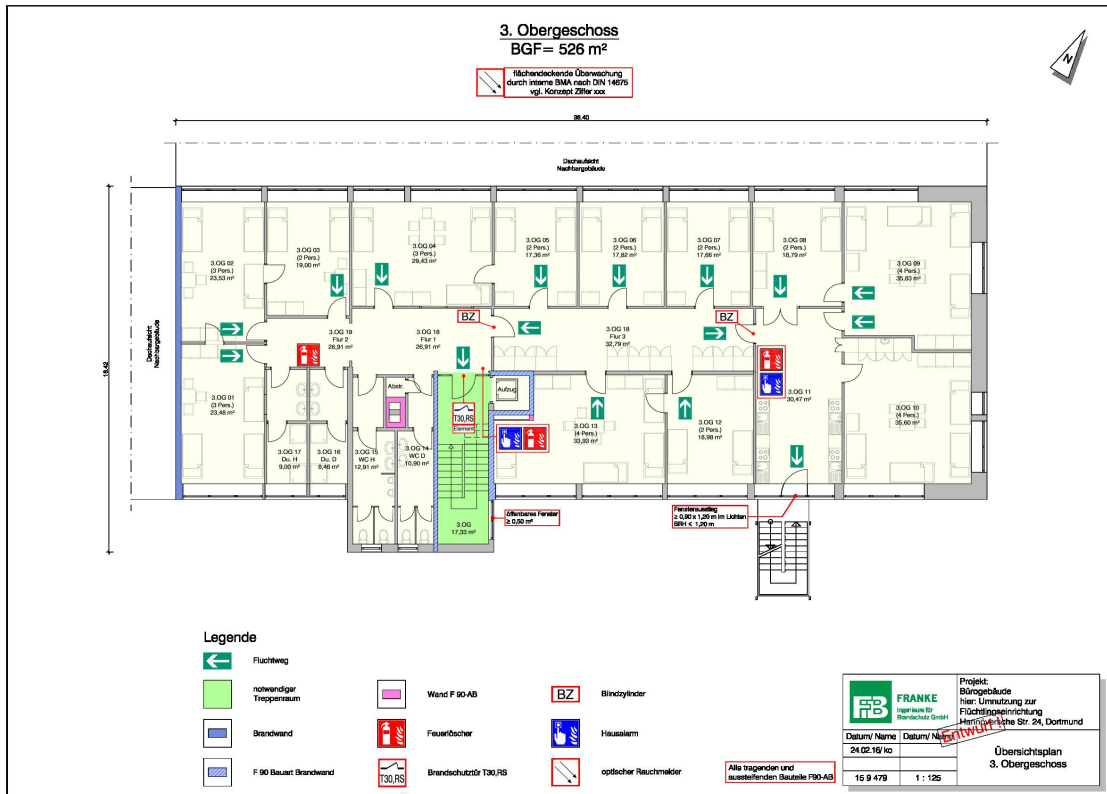 3. Obergeschoss
BGF= 526 m²
flächendeckende Überwachung
durch interne BMA nach DIN 14675
vgl. Konzept Ziffer xxx
N
36.40
Dachaufsicht
Nachbargebäude
18.42
Dachaufsicht
Nachbargebäude
3.OG 02
(3 Pers.)
23,53 m²
3.OG 03
(2 Pers.)
19,00 m²
3.OG 04
(3 Pers.)
29,43 m²
3.OG 05
(2 Pers.)
17,36 m²
3.OG 06
(2 Pers.)
17,82 m²
3.OG 07
(2 Pers.)
17,66 m²
3.OG 08
(2 Pers.)
18,79 m²
3.OG 09
(4 Pers.)
35,83 m²
BZ
BZ
3.OG 19
Flur 2
26,91 m²
3.OG 18
Flur 1
26,91 m²
3.OG 18
Flur 3
32,79 m²
3.OG 01
(3 Pers.)
23,48 m²
Abstr.
Aufzug
T30,RS
Element
3.OG 17
Du. H
9,00 m²
3.OG 16
Du. D
8,46 m²
3.OG 15
WC H
12,91 m²
3.OG 14
WC D
10,90 m²
3.OG 13
(4 Pers.)
33,93 m²
3.OG 12
(2 Pers.)
18,98 m²
3.OG 11
30,47 m²
3.OG 10
(4 Pers.)
35,60 m²
3.OG
17,33 m²
öffenbares Fenster
≥ 0,50 m²
Fensterausstieg
≥ 0,90 x 1,20 m im Lichten
BRH ≤ 1,20 m
Legende
Fluchtweg
notwendiger
Treppenraum
Brandwand
F 90 Bauart Brandwand
Wand F 90-AB
Feuerlöscher
T30,RS
Brandschutztür T30,RS
BZ
Blindzylinder
Hausalarm
optischer Rauchmelder
Alle tragenden und
aussteifenden Bauteile F90-AB
FiB
FRANKE
Ingenieure für
Brandschutz GmbH
Projekt:
Bürogebäude
hier: Umnutzung zur
Flüchtlingseinrichtung
Hannoversche Str. 24, Dortmund
Entwurf !
Datum/ Name
Datum/ Name
24.02.16/ ko
15 9 479
1 : 125
Übersichtsplan
3. Obergeschoss